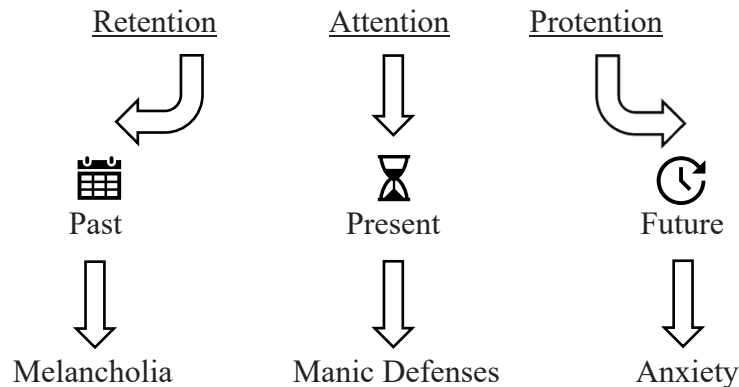 Retention Attention Protention
Past Present Future
Melancholia Manic Defenses Anxiety